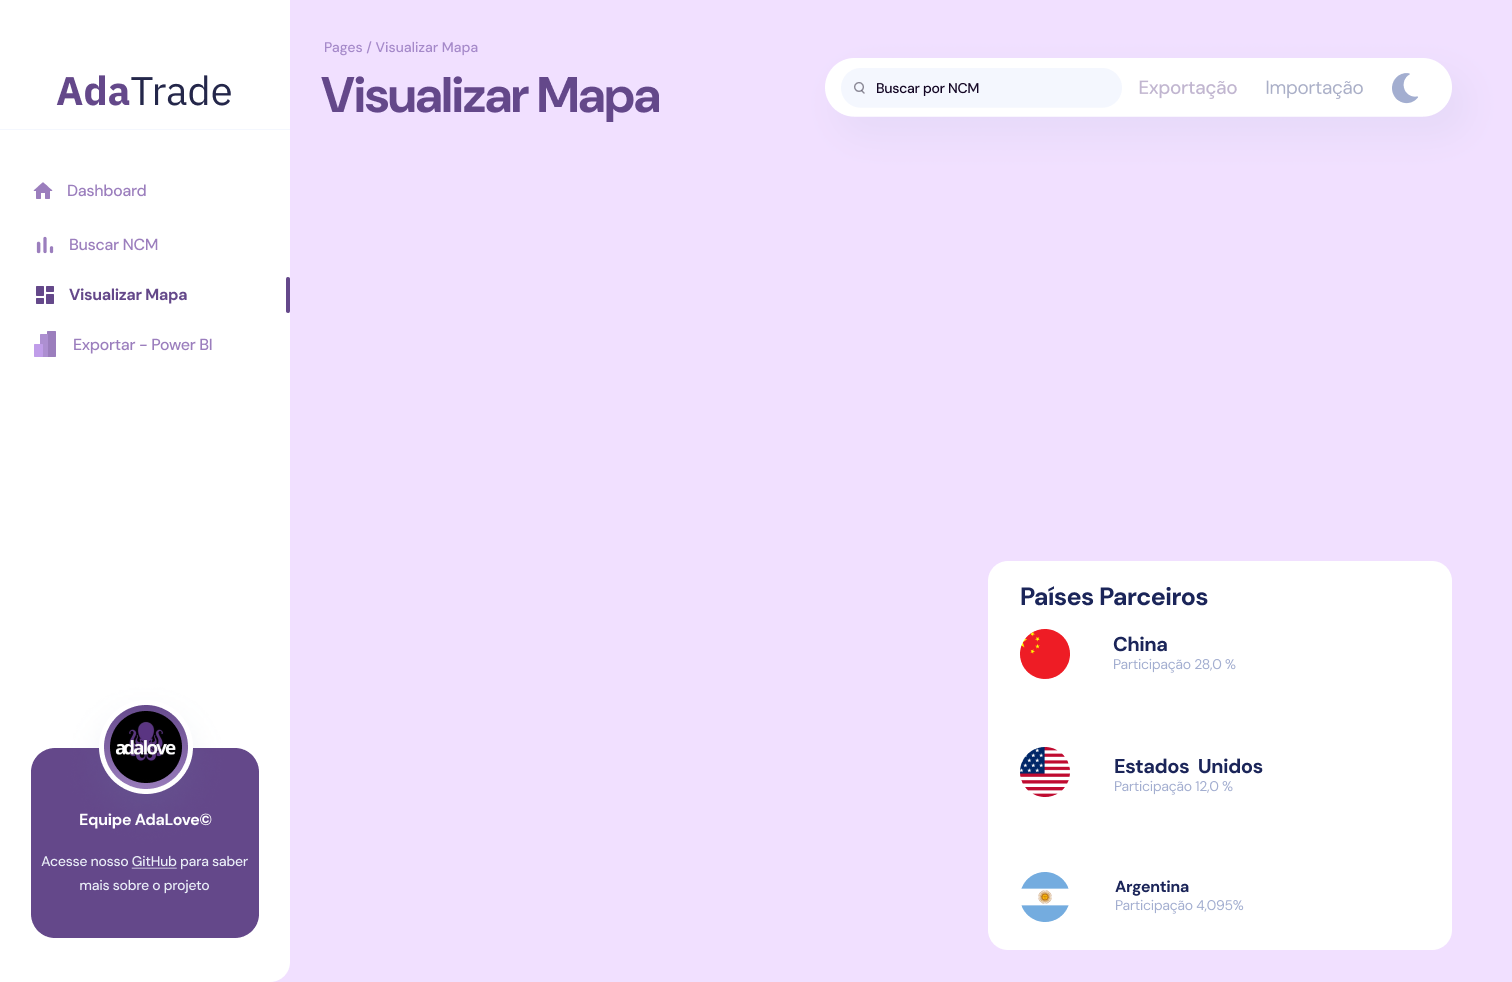 AdaTrade
Dashboard
Buscar NCM
Visualizar Mapa
Exportar - Power BI
adalove
Equipe AdaLove©
Acesse nosso GitHub para saber
mais sobre o projeto
Pages / Visualizar Mapa
Visualizar Mapa
Buscar por NCM
Exportação
Importação
Países Parceiros
China
Participação 28,0 %
Estados Unidos
Participação 12,0 %
Argentina
Participação 4,095%